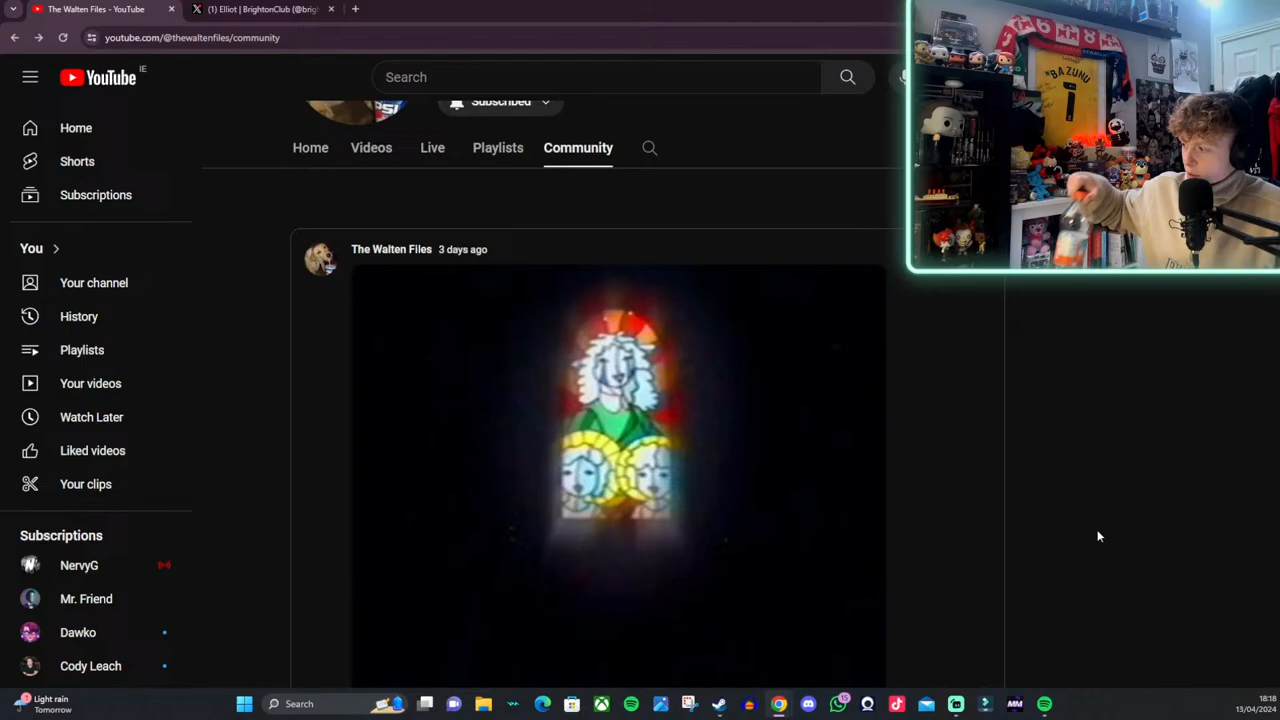 The Walten Files - YouTube
(1) Elliot | BrightonClub (@brigh
youtube.com/@thewaltenfiles/community
YouTube IE
Search
Subscribed
BAZUNU
1
Home
Shorts
Subscriptions
Home Videos Live Playlists Community
You
Your channel
History
Playlists
Your videos
Watch Later
Liked videos
Your clips
Subscriptions
NervyG
Mr. Friend
Dawko
Cody Leach
The Walten Files 3 days ago
Light rain
Tomorrow
Search
15
MM
18:18
13/04/2024